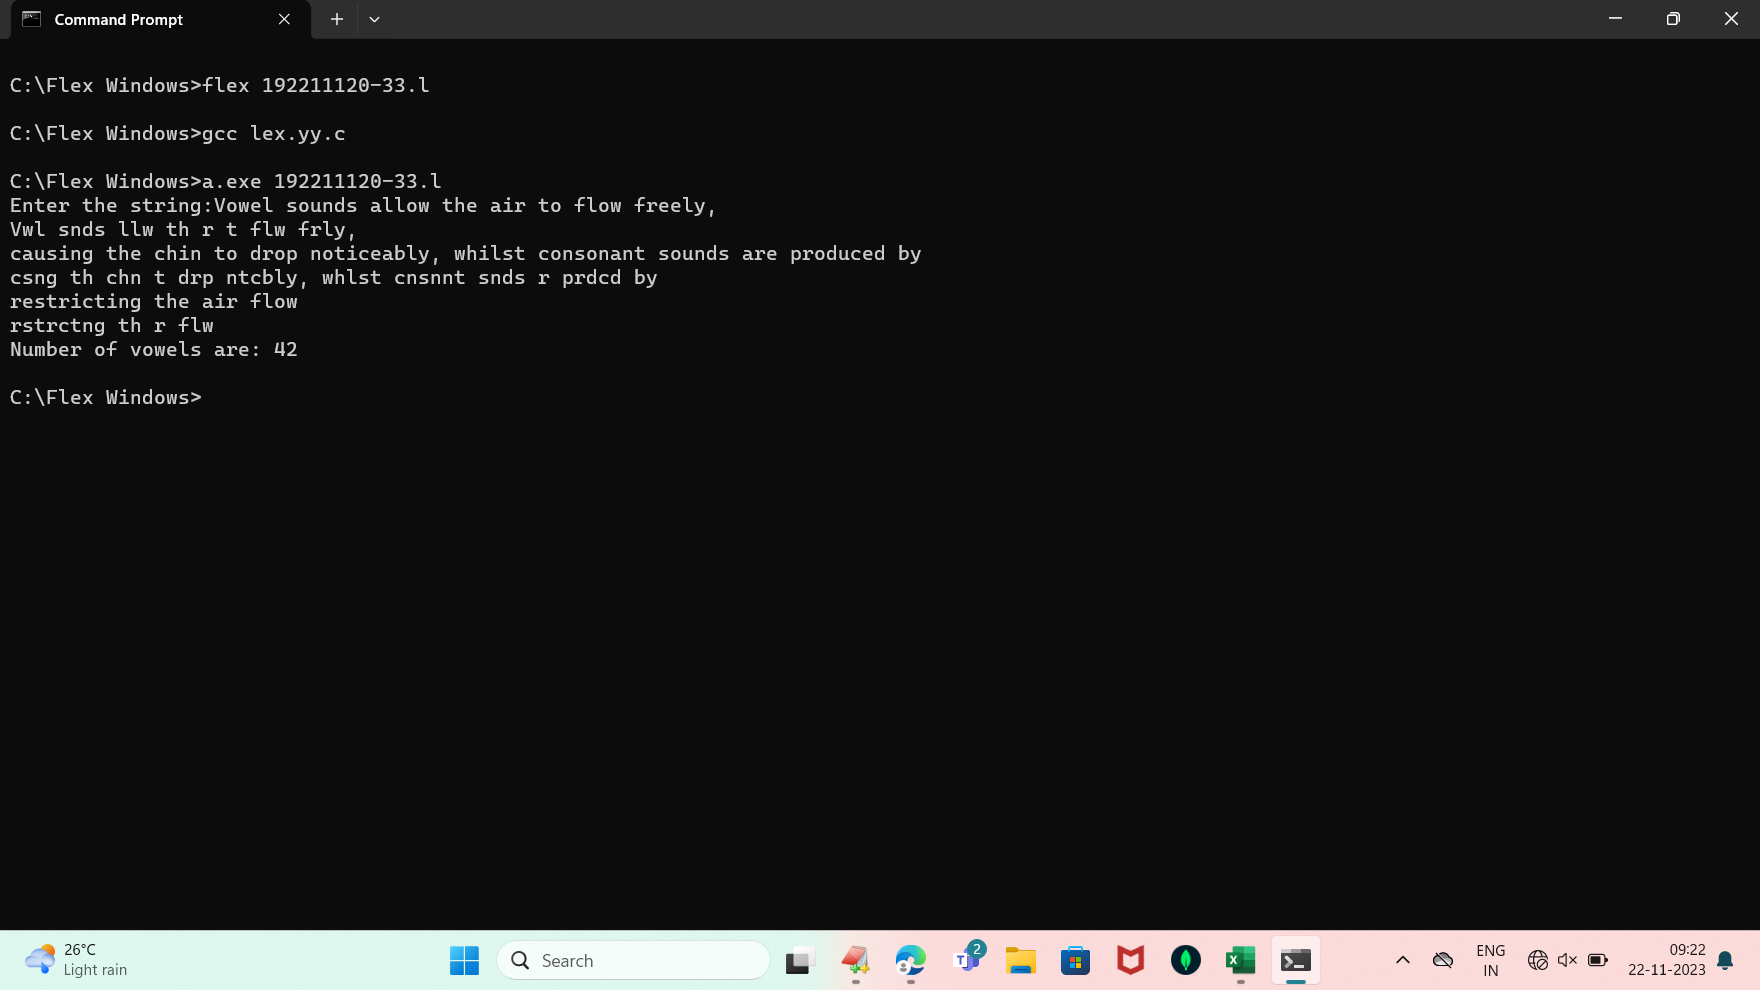 Command Prompt
C:\Flex Windows>flex 192211120-33.l
C:\Flex Windows>gcc lex.yy.c
C:\Flex Windows>a.exe 192211120-33.l
Enter the string:Vowel sounds allow the air to flow freely,
Vwl snds llw th r t flw frly,
causing the chin to drop noticeably, whilst consonant sounds are produced by
csng th chn t drp ntcbly, whlst cnsnnt snds r prdcd by
restricting the air flow
rstrctng th r flw
Number of vowels are: 42
C:\Flex Windows>
26°C
Light rain
Search
2
ENG
IN
09:22
22-11-2023